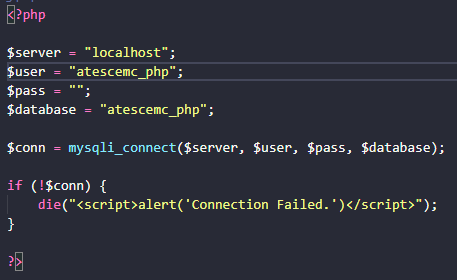 <?php
$server = "localhost";
$user = "atescemc_php";
$pass = "";
$database = "atescemc_php";
$conn = mysqli_connect($server, $user, $pass, $database);
if (!$conn) {
die("<script>alert('Connection Failed.')</script>");
}
?>